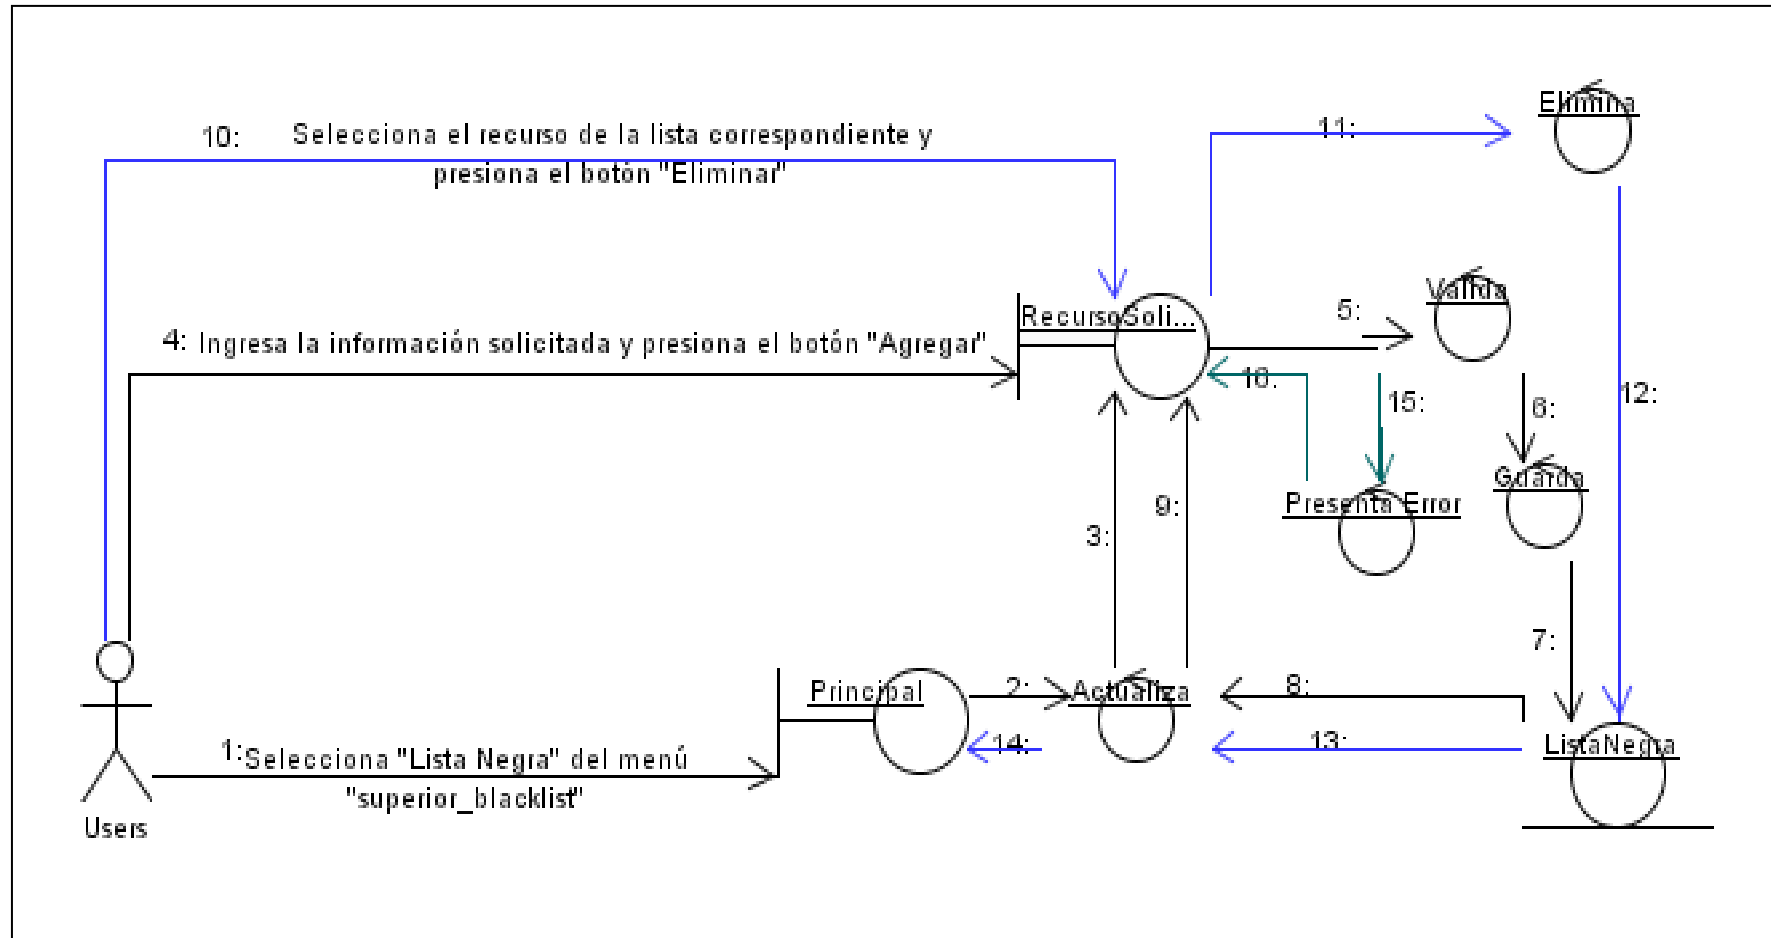 10: Selecciona el recurso de la lista correspondiente y
presiona el botón "Eliminar"
11:
Elimina
4: Ingresa la información solicitada y presiona el botón "Agregar"
RecursoSoli...
5:
Valida
16:
15:
6:
12:
Guarda
Presenta Error
3:
9:
7:
Principal
2:
Actualiza
8:
14:
13:
ListaNegra
1: Selecciona "Lista Negra" del menú
"superior_blacklist"
Users